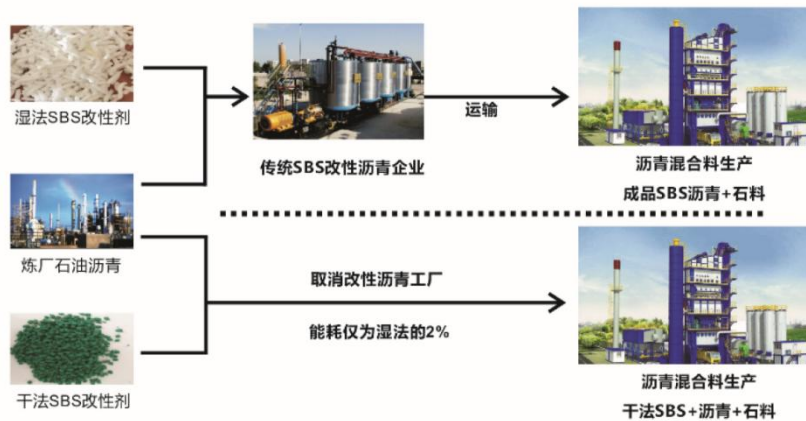 湿法SBS改性剂
传统SBS改性沥青企业
运输
沥青混合料生产
成品SBS沥青+石料
炼厂石油沥青
取消改性沥青工厂
能耗仅为湿法的2%
干法SBS改性剂
沥青混合料生产
干法SBS+沥青+石料